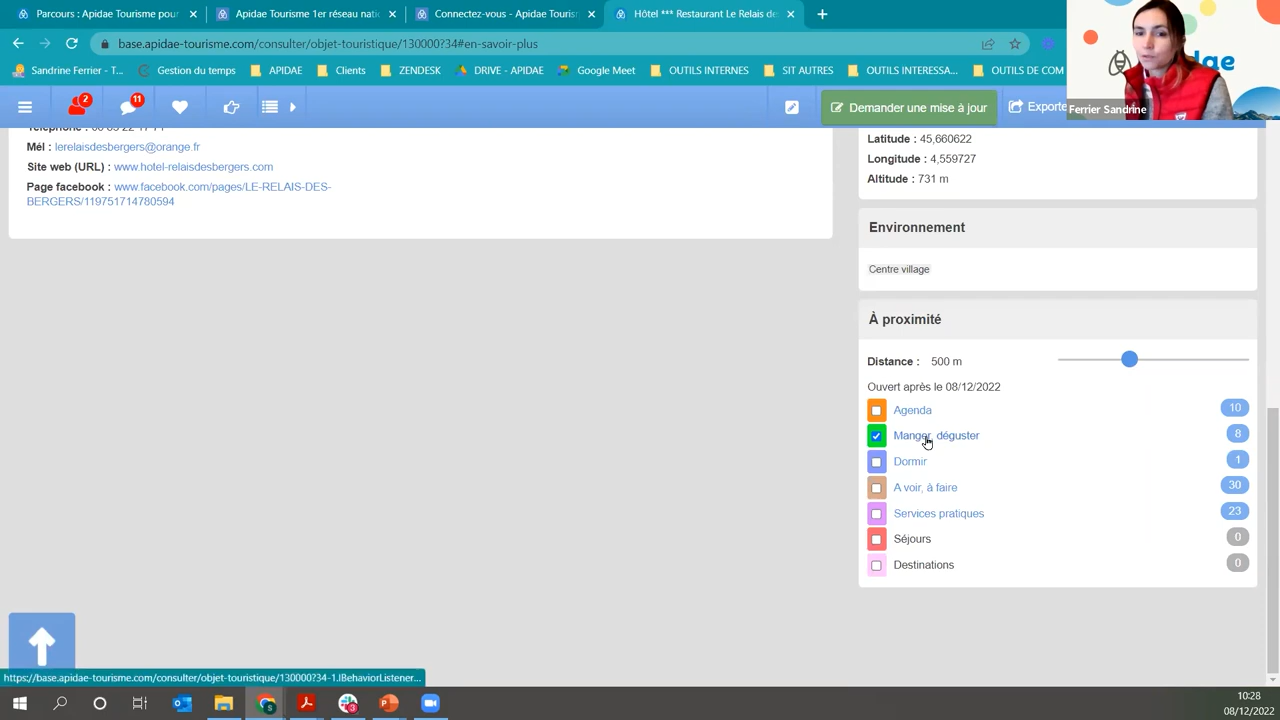 Parcours : Apidae Tourisme pour
Apidae Tourisme 1er réseau nati
Connectez-vous - Apidae Tourism
Hôtel *** Restaurant Le Relais des
base.apidae-tourisme.com/consulter/objet-touristique/130000?34#en-savoir-plus
Sandrine Ferrier - T...
Gestion du temps
APIDAE
Clients
ZENDESK
DRIVE - APIDAE
Google Meet
OUTILS INTERNES
SIT AUTRES
OUTILS INTERESSA...
OUTILS DE COM
2
11
Demander une mise à jour
Exporte
Ferrier Sandrine
Mél : lerelaisdesbergers@orange.fr
Site web (URL) : www.hotel-relaisdesbergers.com
Page facebook : www.facebook.com/pages/LE-RELAIS-DES-
BERGERS/119751714780594
Latitude : 45,660622
Longitude : 4,559727
Altitude : 731 m
Environnement
Centre village
À proximité
Distance : 500 m
Ouvert après le 08/12/2022
Agenda 10
Manger, déguster 8
Dormir 1
A voir, à faire 30
Services pratiques 23
Séjours 0
Destinations 0
https://base.apidae-tourisme.com/consulter/objet-touristique/130000?34-1.IBehaviorListener...
10:28
08/12/2022